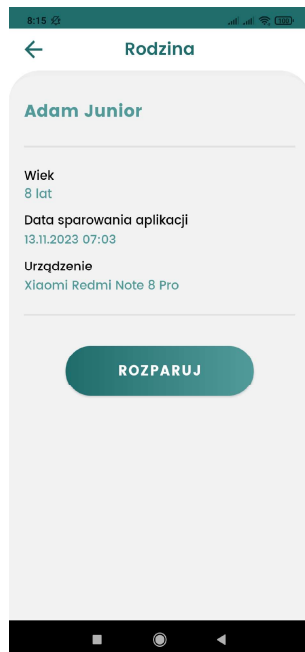 8:15
100
Rodzina
Adam Junior
Wiek
8 lat
Data sparowania aplikacji
13.11.2023 07:03
Urządzenie
Xiaomi Redmi Note 8 Pro
ROZPARUJ